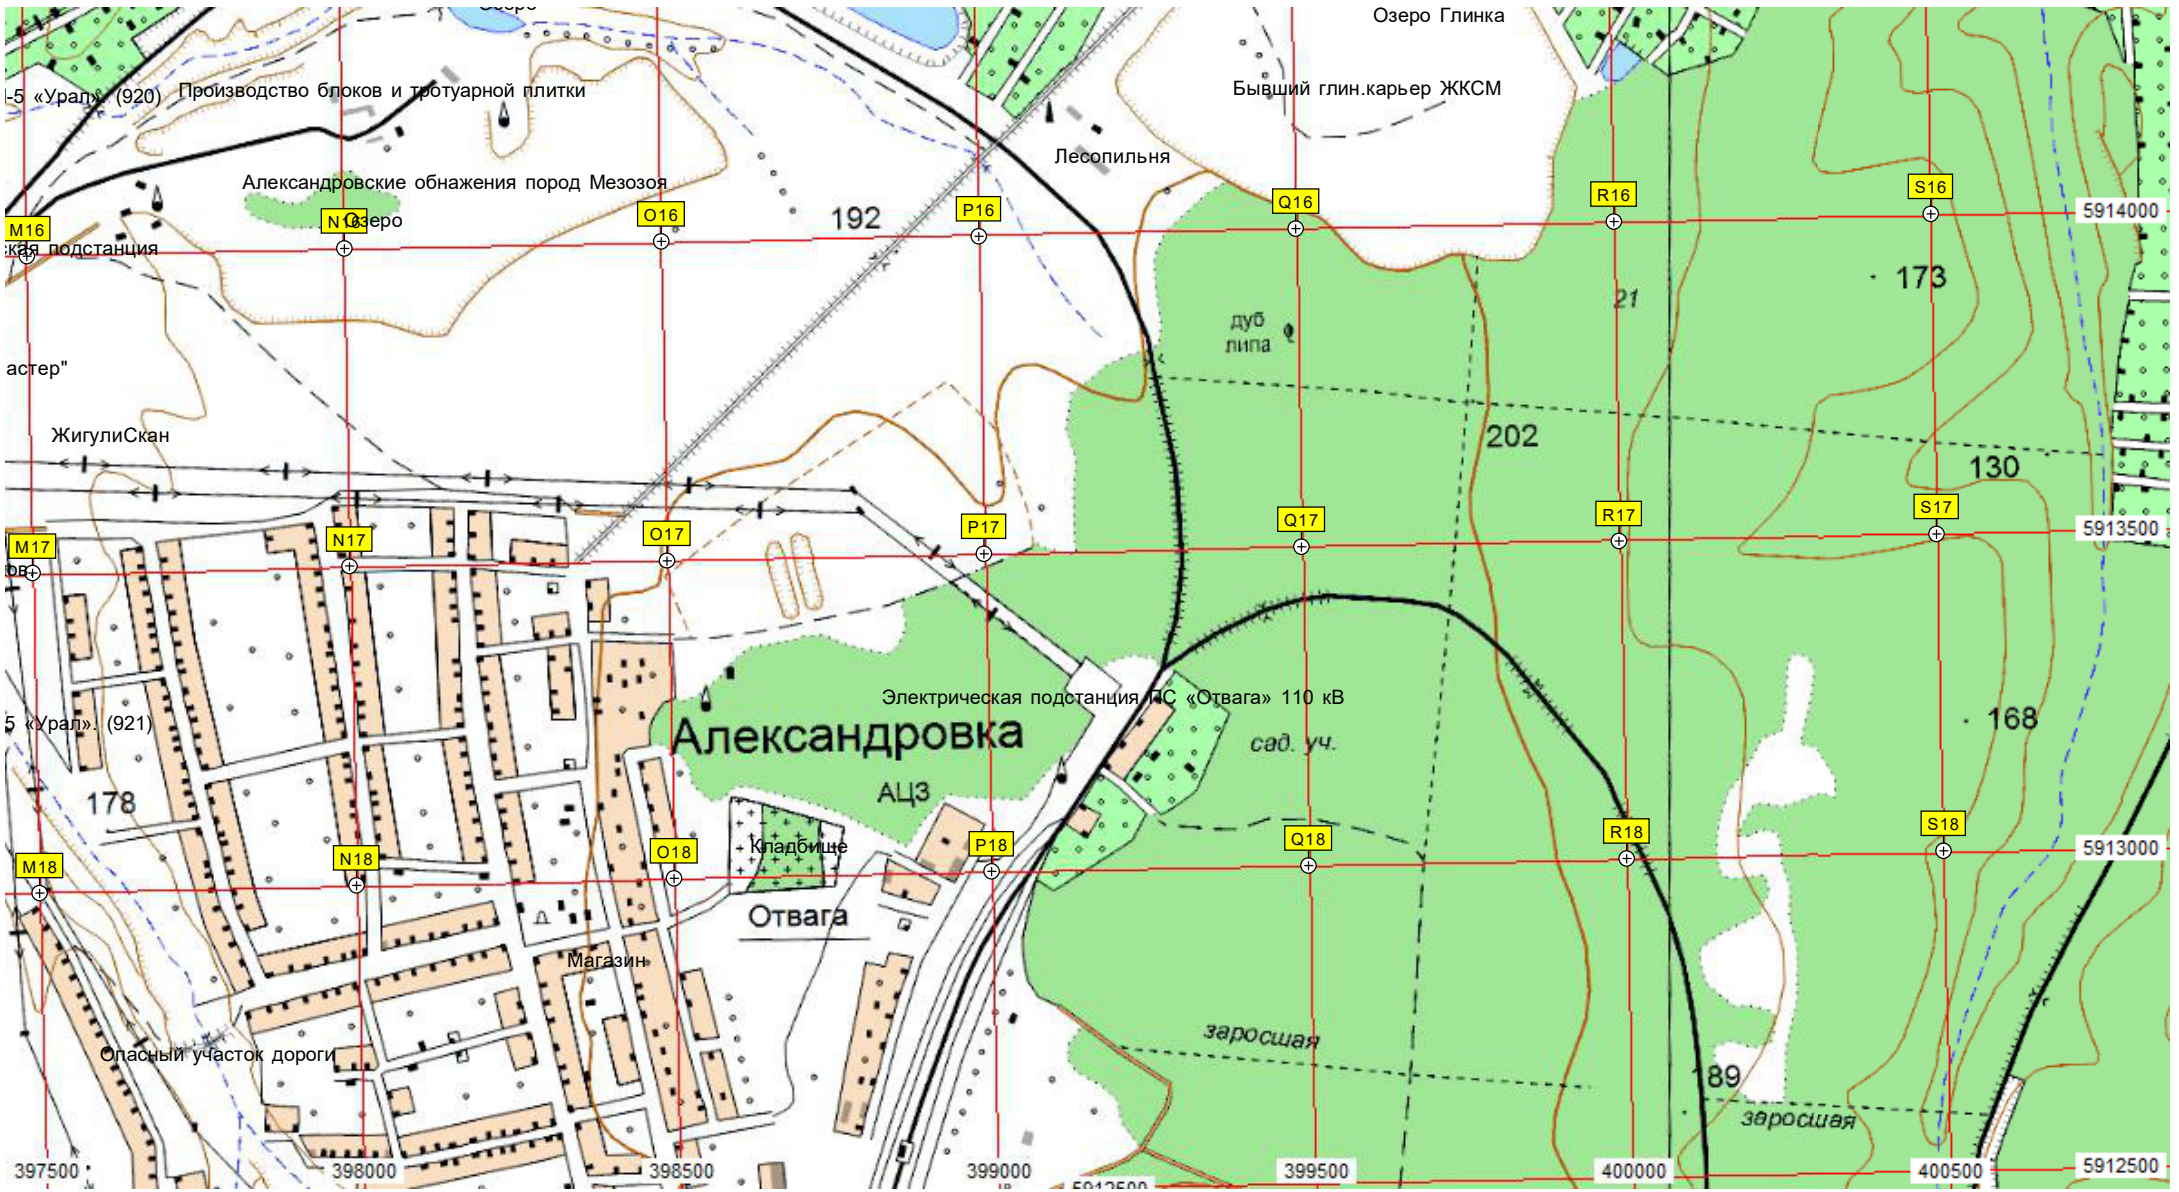 Озеро Глинка
Бывший глин.карьер ЖКСМ
«Урал». (920)
Производство блоков и тротуарной плитки
Лесопильня
Александровские обнажения пород Мезозоя
Озеро
192
M16
N16
O16
P16
Q16
R16
S16
5914000
подстанция
173
21
дуб
липа
астер"
ЖигулиСкан
202
130
M17
N17
O17
P17
Q17
R17
S17
5913500
ов
Электрическая подстанция ПС «Отвага» 110 кВ
5 «Урал». (921)
Александровка
сад. уч.
168
АЦЗ
178
Кладбище
M18
N18
O18
P18
Q18
R18
S18
5913000
Отвага
Магазин
Опасный участок дороги
заросшая
89
заросшая
397500
398000
398500
399000
399500
400000
400500
5912500
5912500